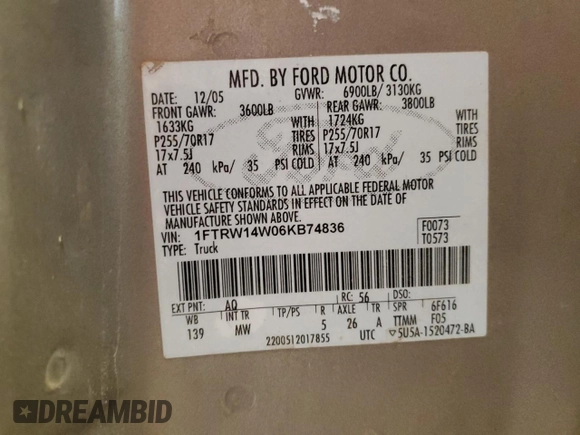 MFD. BY FORD MOTOR CO.
DATE: 12/05 GVWR: 6900LB/ 3130KG
FRONT GAWR: 3600LB REAR GAWR: 3800LB
1633KG WITH 1724KG WITH
P255/70R17 TIRES P255/70R17 TIRES
17x7.5J RIMS 17x7.5J RIMS
AT 240 kPa/ 35 PSI COLD AT 240 kPa/ 35 PSI COLD
Ford
THIS VEHICLE CONFORMS TO ALL APPLICABLE FEDERAL MOTOR
VEHICLE SAFETY STANDARDS IN EFFECT ON THE DATE OF
MANUFACTURE SHOWN ABOVE.
VIN: 1FTRW14W06KB74836 F0073
TYPE: Truck T0573
EXT PNT: AQ RC: 56 DSO:
WB INT TR TP/PS R AXLE TR SPR 6F616
139 MW 5 26 A TTMM F05
2200512017855 UTC 5U5A-1520472-BA
DREAMBID